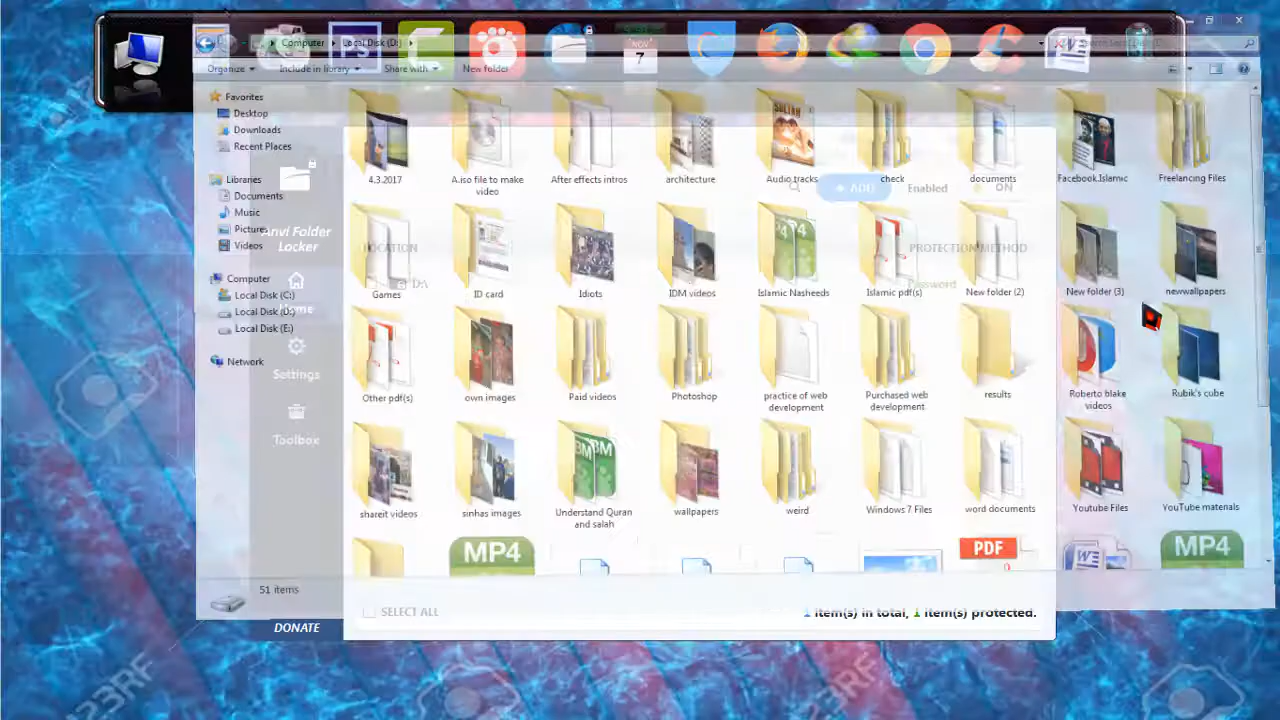 NOV
7
Computer ▸ Local Disk (D:) ▸
Organize ▾ Include in library ▾ Share with ▾ New folder
Favorites
Desktop
Downloads
Recent Places
Libraries
Documents
Music
Pictures
Videos
Computer
Local Disk (C:)
Local Disk (D:)
Local Disk (E:)
Network
Anvi Folder
Locker
Home
Settings
Toolbox
DONATE
4.3.2017
A.iso file to make
video
After effects intros
architecture
Audio tracks
check
documents
Facebook.Islamic
Freelancing Files
+ ADD
Enabled
ON
LOCATION
PROTECTION METHOD
Password
Games
ID card
Idiots
IDM videos
Islamic Nasheeds
Islamic pdf(s)
New folder (2)
New folder (3)
newwallpapers
Other pdf(s)
own images
Paid videos
Photoshop
practice of web
development
Purchased web
development
results
Roberto blake
videos
Rubik's cube
shareit videos
sinhas images
Understand Quran
and salah
wallpapers
weird
Windows 7 Files
word documents
Youtube Files
YouTube materials
MP4
PDF
MP4
51 items
SELECT ALL
1 item(s) in total, 1 item(s) protected.
123RF
123RF